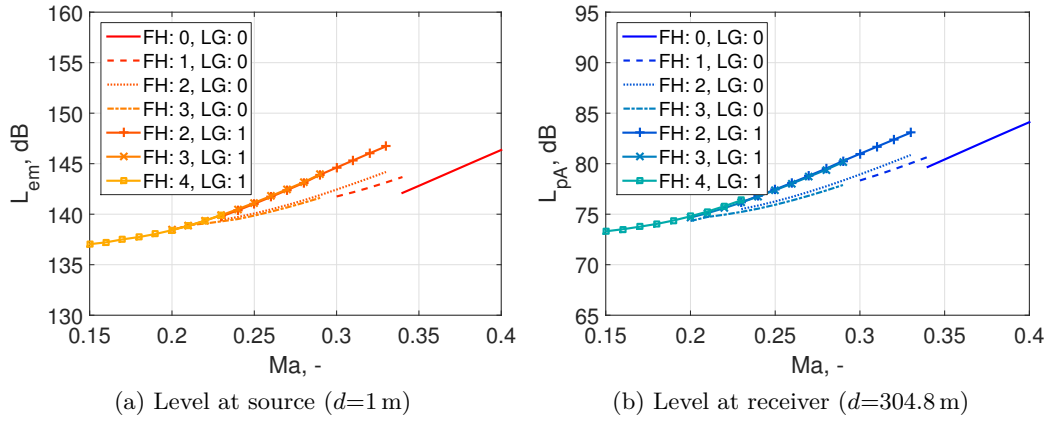 160
155
150
145
140
135
130
L_em, dB
FH: 0, LG: 0
FH: 1, LG: 0
FH: 2, LG: 0
FH: 3, LG: 0
FH: 2, LG: 1
FH: 3, LG: 1
FH: 4, LG: 1
0.15 0.2 0.25 0.3 0.35 0.4
Ma, -
(a) Level at source (d=1 m)
95
90
85
80
75
70
65
L_pA, dB
FH: 0, LG: 0
FH: 1, LG: 0
FH: 2, LG: 0
FH: 3, LG: 0
FH: 2, LG: 1
FH: 3, LG: 1
FH: 4, LG: 1
0.15 0.2 0.25 0.3 0.35 0.4
Ma, -
(b) Level at receiver (d=304.8 m)